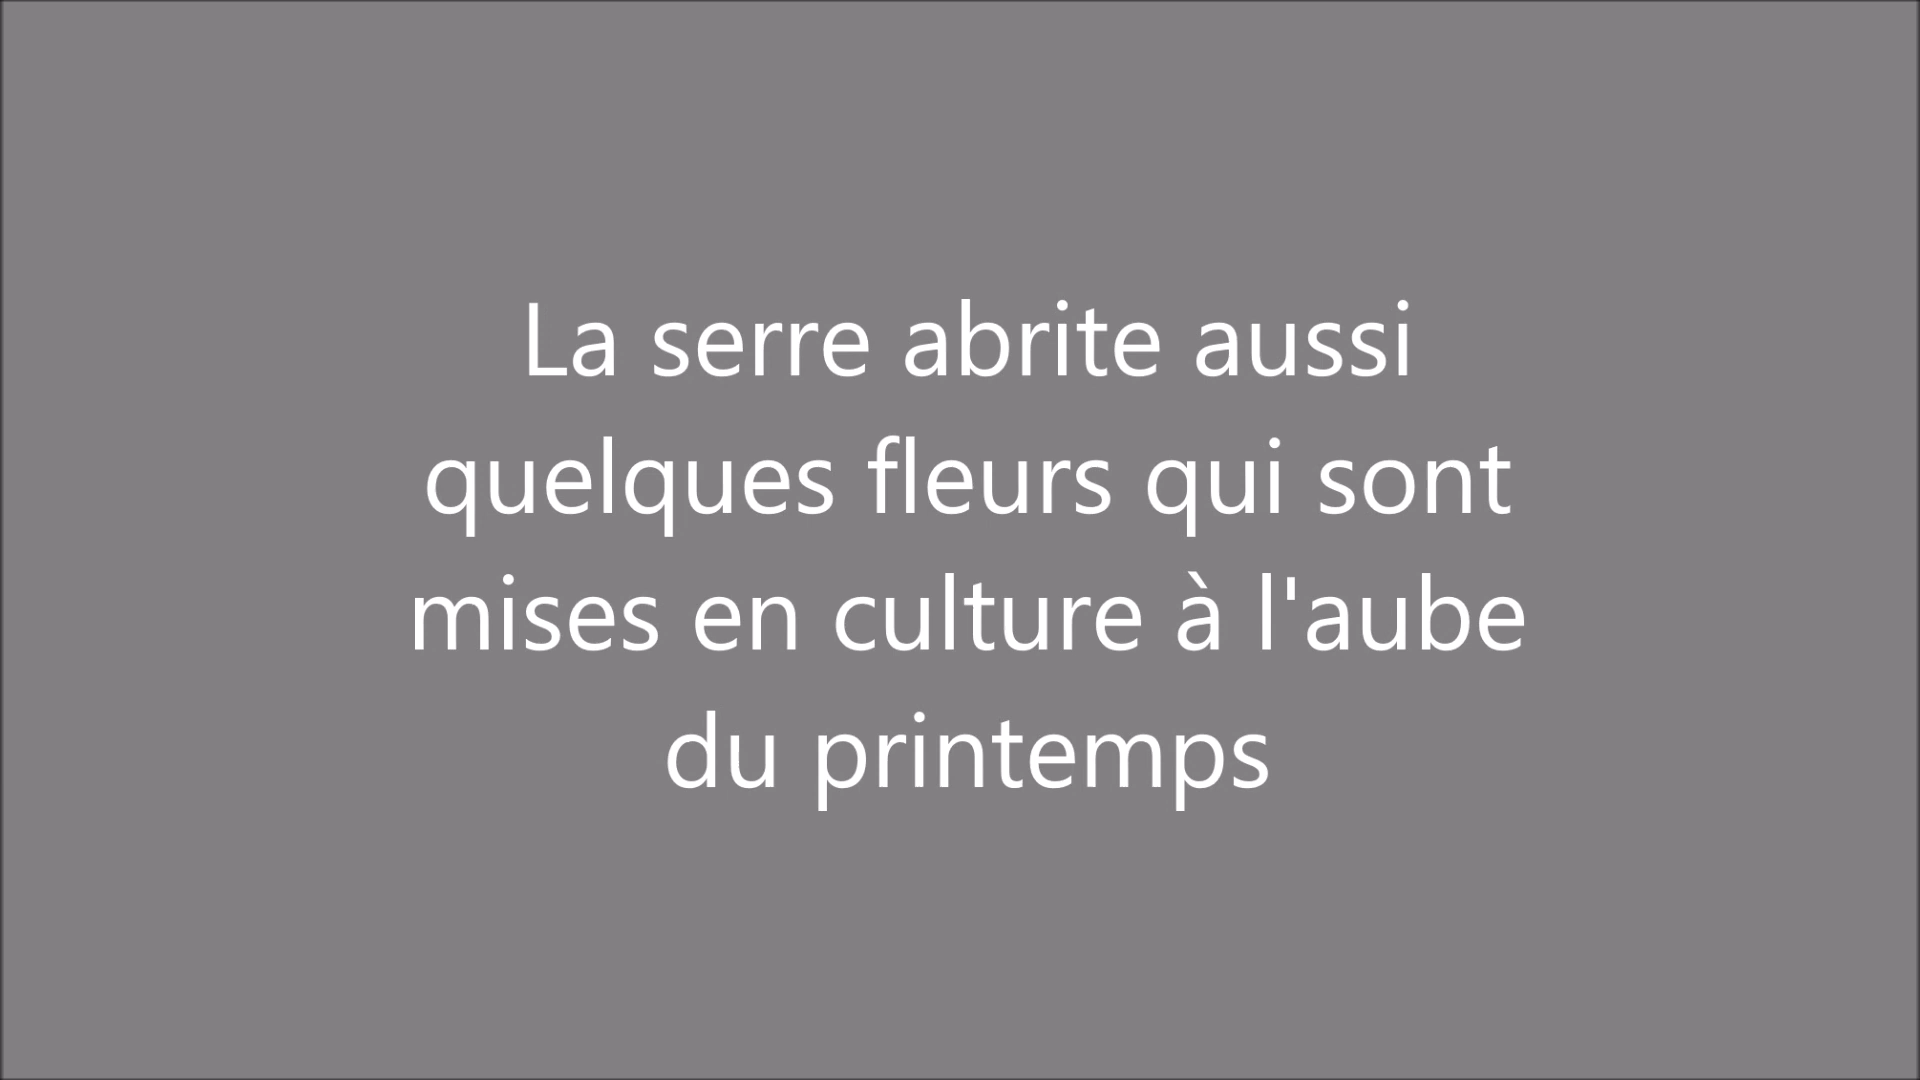 La serre abrite aussi
quelques fleurs qui sont
mises en culture à l'aube
du printemps